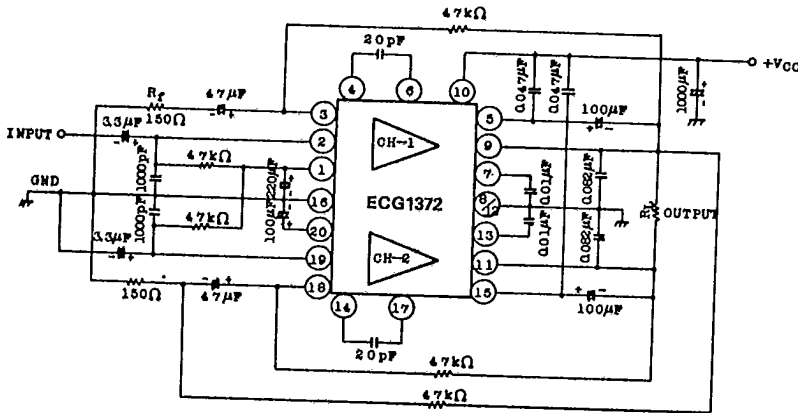 47kΩ
20pF
+VCC
4
6
10
0.047µF
0.047µF
1000µF
Rf
47µF
150Ω
3
5
100µF
3.3µF
INPUT
2
CH-1
9
1000pF
47kΩ
1
7
0.01µF
0.082µF
GND
220µF
16
ECG1372
8/12
RL
OUTPUT
1000pF
47kΩ
100µF
20
13
0.01µF
0.082µF
3.3µF
19
CH-2
11
150Ω
47µF
18
15
100µF
14
17
20pF
47kΩ
47kΩ